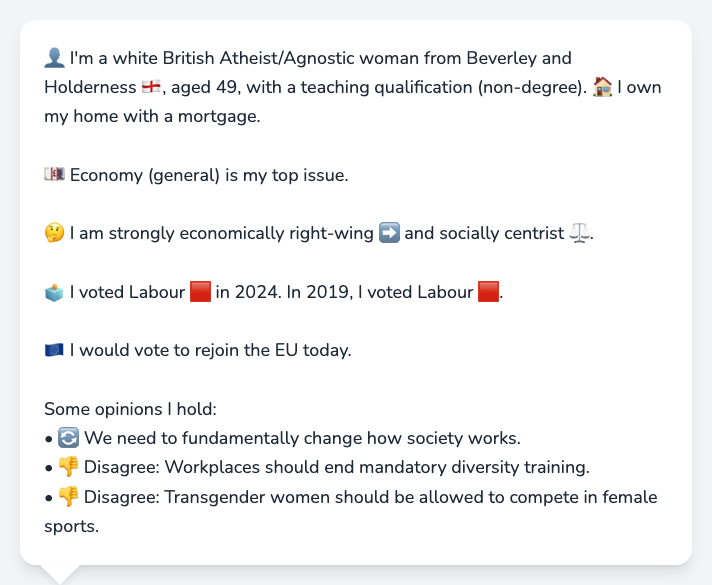 👤 I'm a white British Atheist/Agnostic woman from Beverley and
Holderness 🏴󠁧󠁢󠁥󠁮󠁧󠁿, aged 49, with a teaching qualification (non-degree). 🏠 I own
my home with a mortgage.
💷 Economy (general) is my top issue.
🤔 I am strongly economically right-wing ➡️ and socially centrist ⚖️.
🗳️ I voted Labour 🟥 in 2024. In 2019, I voted Labour 🟥.
🇪🇺 I would vote to rejoin the EU today.
Some opinions I hold:
• 🔄 We need to fundamentally change how society works.
• 👎 Disagree: Workplaces should end mandatory diversity training.
• 👎 Disagree: Transgender women should be allowed to compete in female
sports.